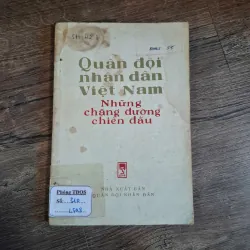 Quân đội
nhân dân
Việt Nam
Những
chặng đường
chiến đấu
NHÀ XUẤT BẢN
QUÂN ĐỘI NHÂN DÂN